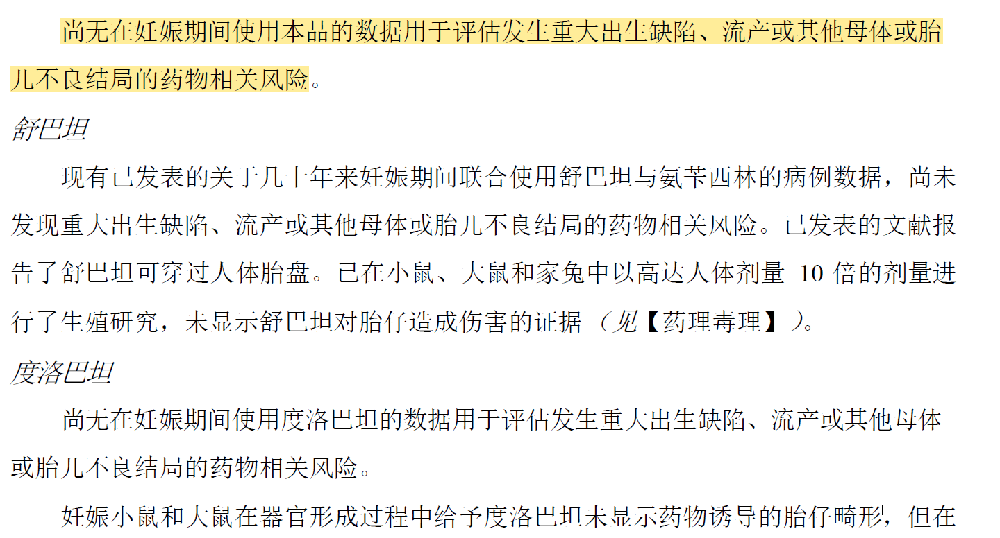 尚无在妊娠期间使用本品的数据用于评估发生重大出生缺陷、流产或其他母体或胎
儿不良结局的药物相关风险。
舒巴坦
现有已发表的关于几十年来妊娠期间联合使用舒巴坦与氨苄西林的病例数据，尚未
发现重大出生缺陷、流产或其他母体或胎儿不良结局的药物相关风险。已发表的文献报
告了舒巴坦可穿过人体胎盘。已在小鼠、大鼠和家兔中以高达人体剂量 10 倍的剂量进
行了生殖研究，未显示舒巴坦对胎仔造成伤害的证据（见【药理毒理】）。
度洛巴坦
尚无在妊娠期间使用度洛巴坦的数据用于评估发生重大出生缺陷、流产或其他母体
或胎儿不良结局的药物相关风险。
妊娠小鼠和大鼠在器官形成过程中给予度洛巴坦未显示药物诱导的胎仔畸形，但在